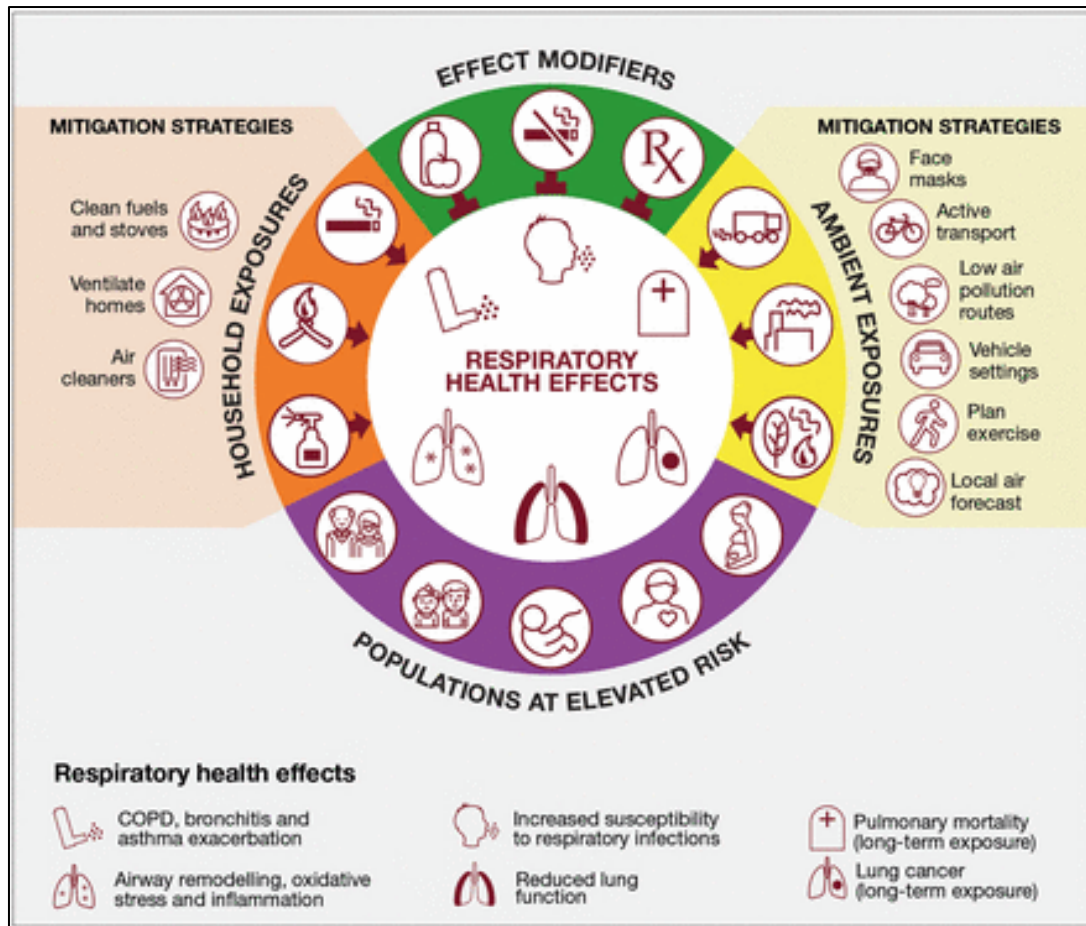 EFFECT MODIFIERS
MITIGATION STRATEGIES
Clean fuels
and stoves
Ventilate
homes
Air
cleaners
HOUSEHOLD EXPOSURES
Rx
RESPIRATORY
HEALTH EFFECTS
AMBIENT EXPOSURES
MITIGATION STRATEGIES
Face
masks
Active
transport
Low air
pollution
routes
Vehicle
settings
Plan
exercise
Local air
forecast
POPULATIONS AT ELEVATED RISK
Respiratory health effects
COPD, bronchitis and
asthma exacerbation
Increased susceptibility
to respiratory infections
Pulmonary mortality
(long-term exposure)
Airway remodelling, oxidative
stress and inflammation
Reduced lung
function
Lung cancer
(long-term exposure)